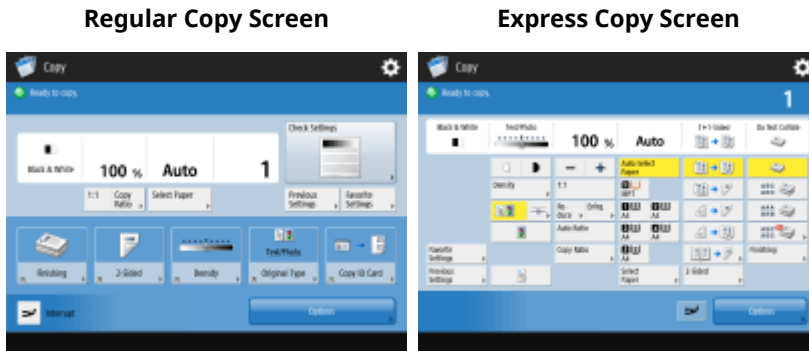 Regular Copy Screen
Express Copy Screen
Copy
Ready to copy.
Check Settings
Black & White
100 %
Auto
1
1:1
Copy Ratio
Select Paper
Previous Settings
Favorite Settings
Text/Photo
Finishing
2-Sided
Density
Original Type
Copy ID Card
Interrupt
Options
Copy
Ready to copy.
1
Black & White
Text/Photo
100 %
Auto
1-sided
Do Not Collate
Density
1:1
Auto Select Paper
Auto Ratio
Copy Ratio
Favorite Settings
Previous Settings
Select Paper
2-Sided
Finishing
Options